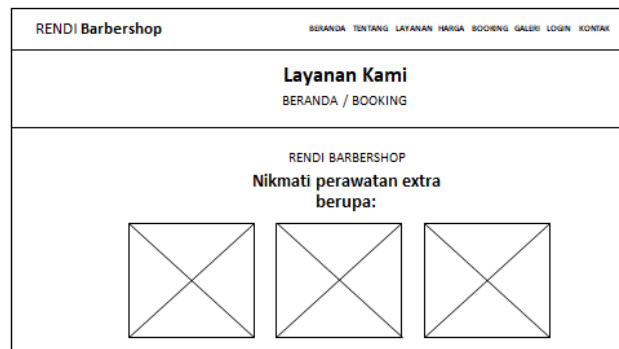 RENDI Barbershop
BERANDA TENTANG LAYANAN HARGA BOOKING GALERI LOGIN KONTAK
Layanan Kami
BERANDA / BOOKING
RENDI BARBERSHOP
Nikmati perawatan extra
berupa: